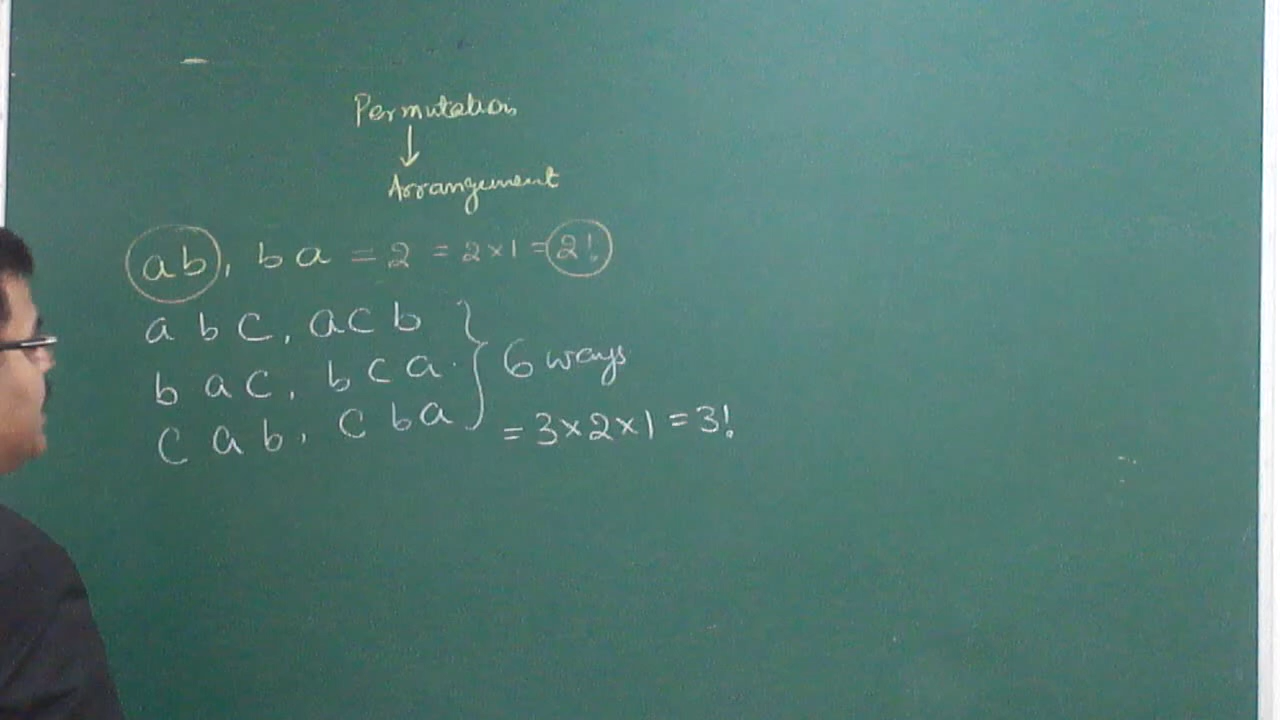 Permutation
↓
Arrangement
ab, ba = 2 = 2×1 = 2!
abc, acb
bac, bca. } 6 ways
cab, cba
= 3×2×1 = 3!